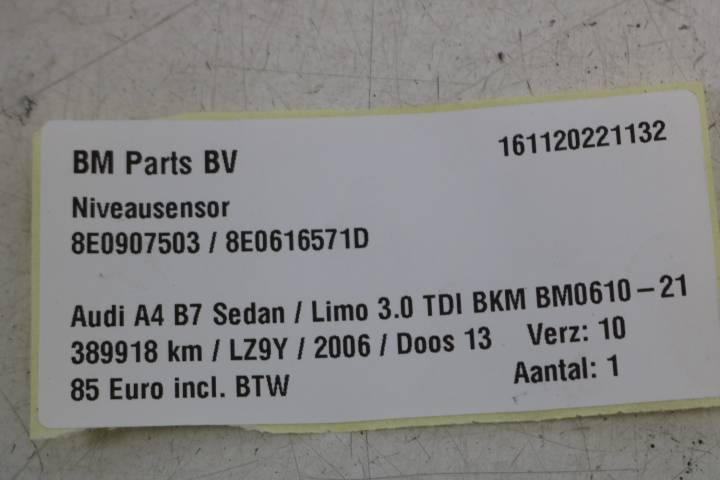 BM Parts BV 161120221132
Niveausensor
8E0907503 / 8E0616571D
Audi A4 B7 Sedan / Limo 3.0 TDI BKM BM0610-21
389918 km / LZ9Y / 2006 / Doos 13 Verz: 10
85 Euro incl. BTW Aantal: 1